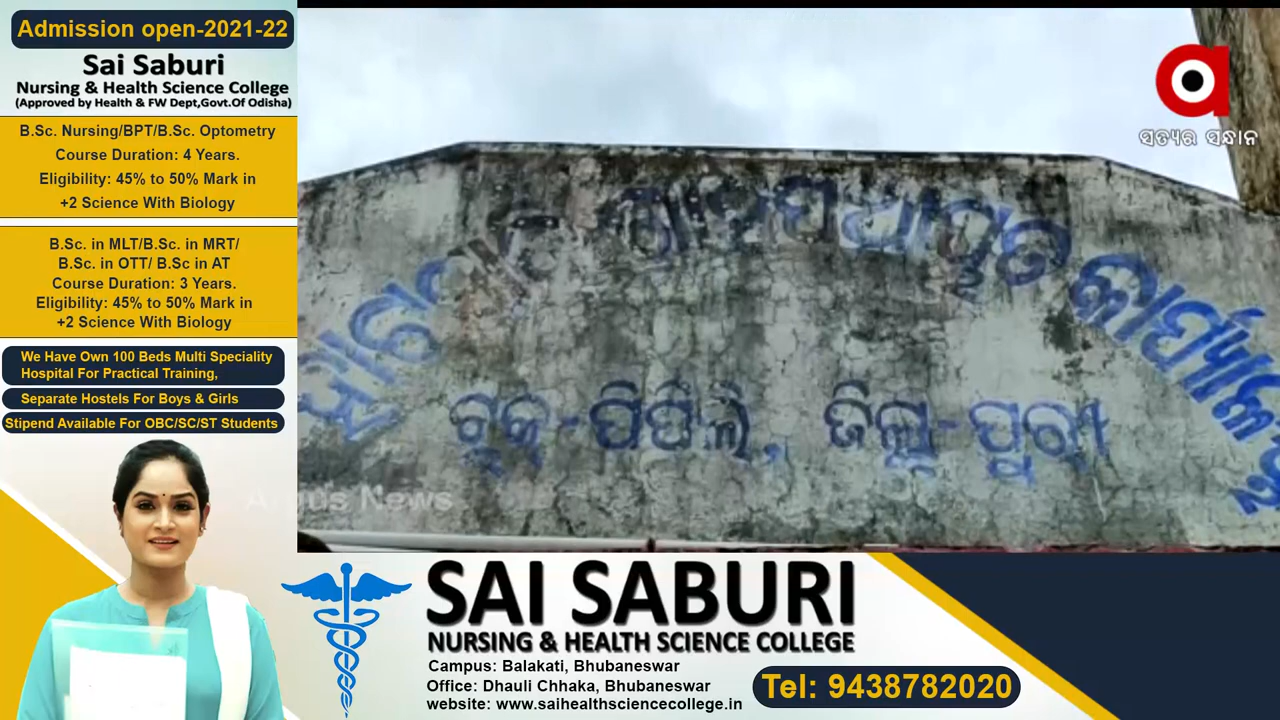 Admission open-2021-22
Sai Saburi
Nursing & Health Science College
(Approved by Health & FW Dept,Govt.Of Odisha)
B.Sc. Nursing/BPT/B.Sc. Optometry
Course Duration: 4 Years.
Eligibility: 45% to 50% Mark in
+2 Science With Biology
B.Sc. in MLT/B.Sc. in MRT/
B.Sc. in OTT/ B.Sc in AT
Course Duration: 3 Years.
Eligibility: 45% to 50% Mark in
+2 Science With Biology
We Have Own 100 Beds Multi Speciality
Hospital For Practical Training,
Separate Hostels For Boys & Girls
Stipend Available For OBC/SC/ST Students
ସତ୍ୟର ସନ୍ଧାନ
କାର୍ଯ୍ୟାଳୟ
ବ୍ଲକ-ପିପିଲି, ଜିଲ୍ଲା-ପୁରୀ
Argus News
SAI SABURI
NURSING & HEALTH SCIENCE COLLEGE
Campus: Balakati, Bhubaneswar
Office: Dhauli Chhaka, Bhubaneswar
website: www.saihealthsciencecollege.in
Tel: 9438782020